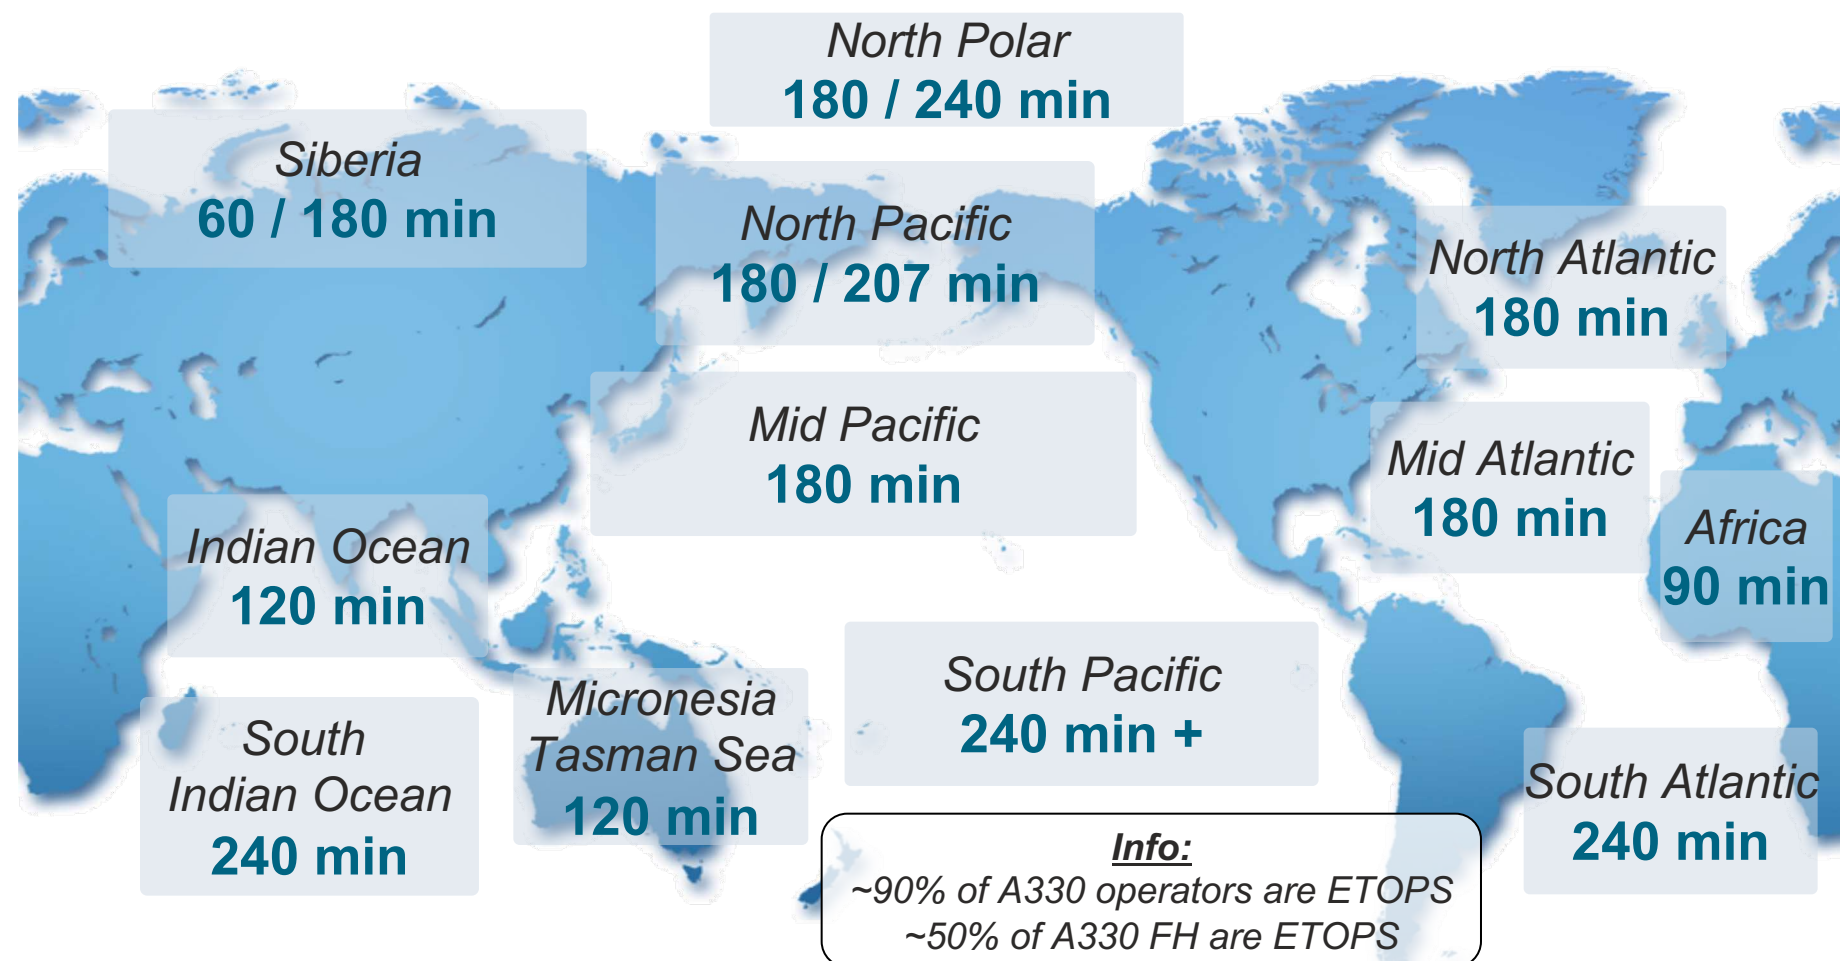 North Polar
180 / 240 min
Siberia
60 / 180 min
North Pacific
180 / 207 min
North Atlantic
180 min
Mid Pacific
180 min
Mid Atlantic
180 min
Africa
90 min
Indian Ocean
120 min
South Pacific
240 min +
Micronesia
Tasman Sea
120 min
South
Indian Ocean
240 min
South Atlantic
240 min
Info:
~90% of A330 operators are ETOPS
~50% of A330 FH are ETOPS